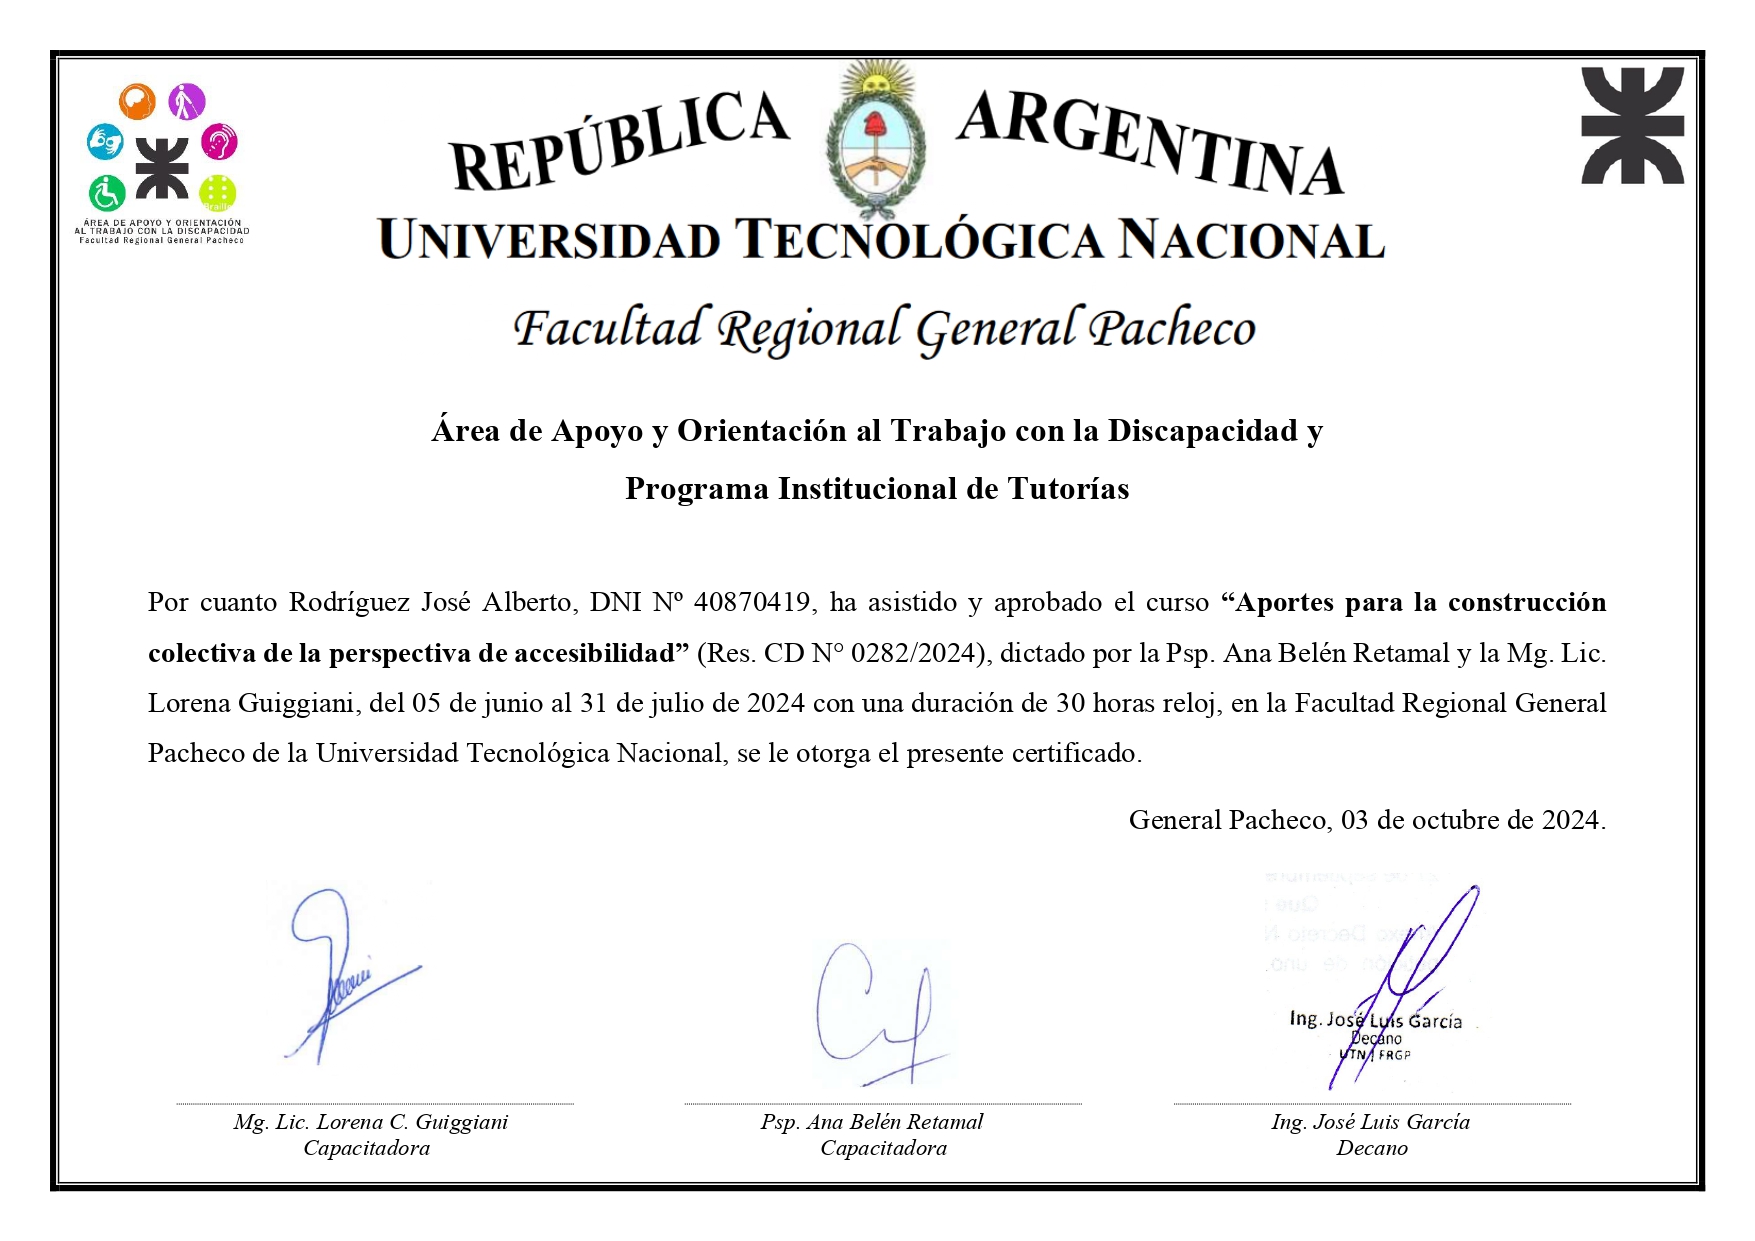 REPÚBLICA ARGENTINA
UNIVERSIDAD TECNOLÓGICA NACIONAL
Facultad Regional General Pacheco
Braille
ÁREA DE APOYO Y ORIENTACIÓN
AL TRABAJO CON LA DISCAPACIDAD
Facultad Regional General Pacheco
Área de Apoyo y Orientación al Trabajo con la Discapacidad y
Programa Institucional de Tutorías
Por cuanto Rodríguez José Alberto, DNI Nº 40870419, ha asistido y aprobado el curso “Aportes para la construcción
colectiva de la perspectiva de accesibilidad” (Res. CD N° 0282/2024), dictado por la Psp. Ana Belén Retamal y la Mg. Lic.
Lorena Guiggiani, del 05 de junio al 31 de julio de 2024 con una duración de 30 horas reloj, en la Facultad Regional General
Pacheco de la Universidad Tecnológica Nacional, se le otorga el presente certificado.
General Pacheco, 03 de octubre de 2024.
Ing. José Luis García
Decano
UTN FRGP
Mg. Lic. Lorena C. Guiggiani
Capacitadora
Psp. Ana Belén Retamal
Capacitadora
Ing. José Luis García
Decano